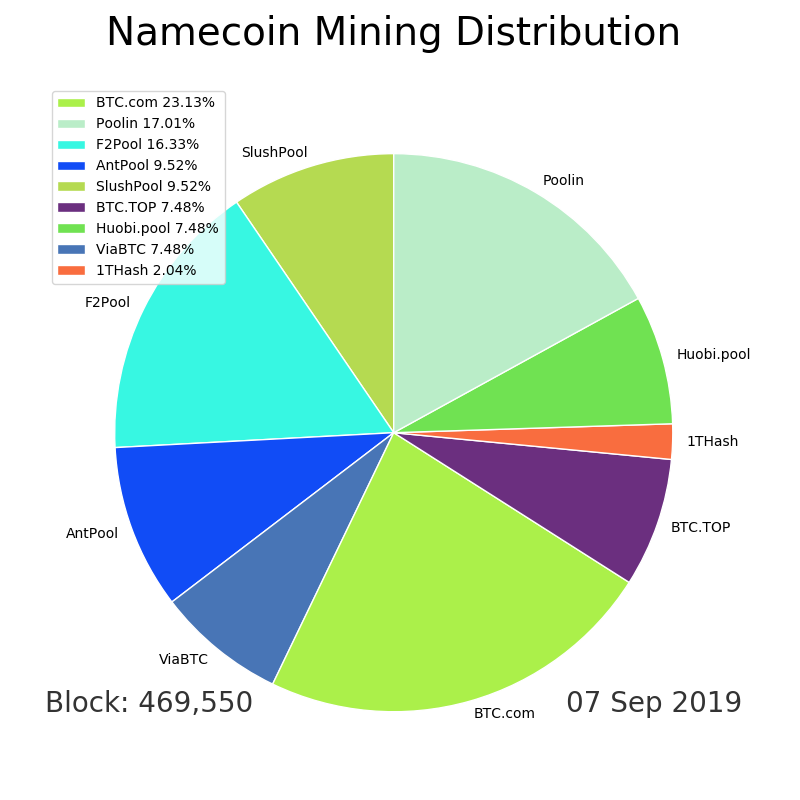 Namecoin Mining Distribution
BTC.com 23.13%
Poolin 17.01%
F2Pool 16.33%
AntPool 9.52%
SlushPool 9.52%
BTC.TOP 7.48%
Huobi.pool 7.48%
ViaBTC 7.48%
1THash 2.04%
SlushPool
Poolin
F2Pool
Huobi.pool
1THash
BTC.TOP
AntPool
ViaBTC
BTC.com
Block: 469,550
07 Sep 2019